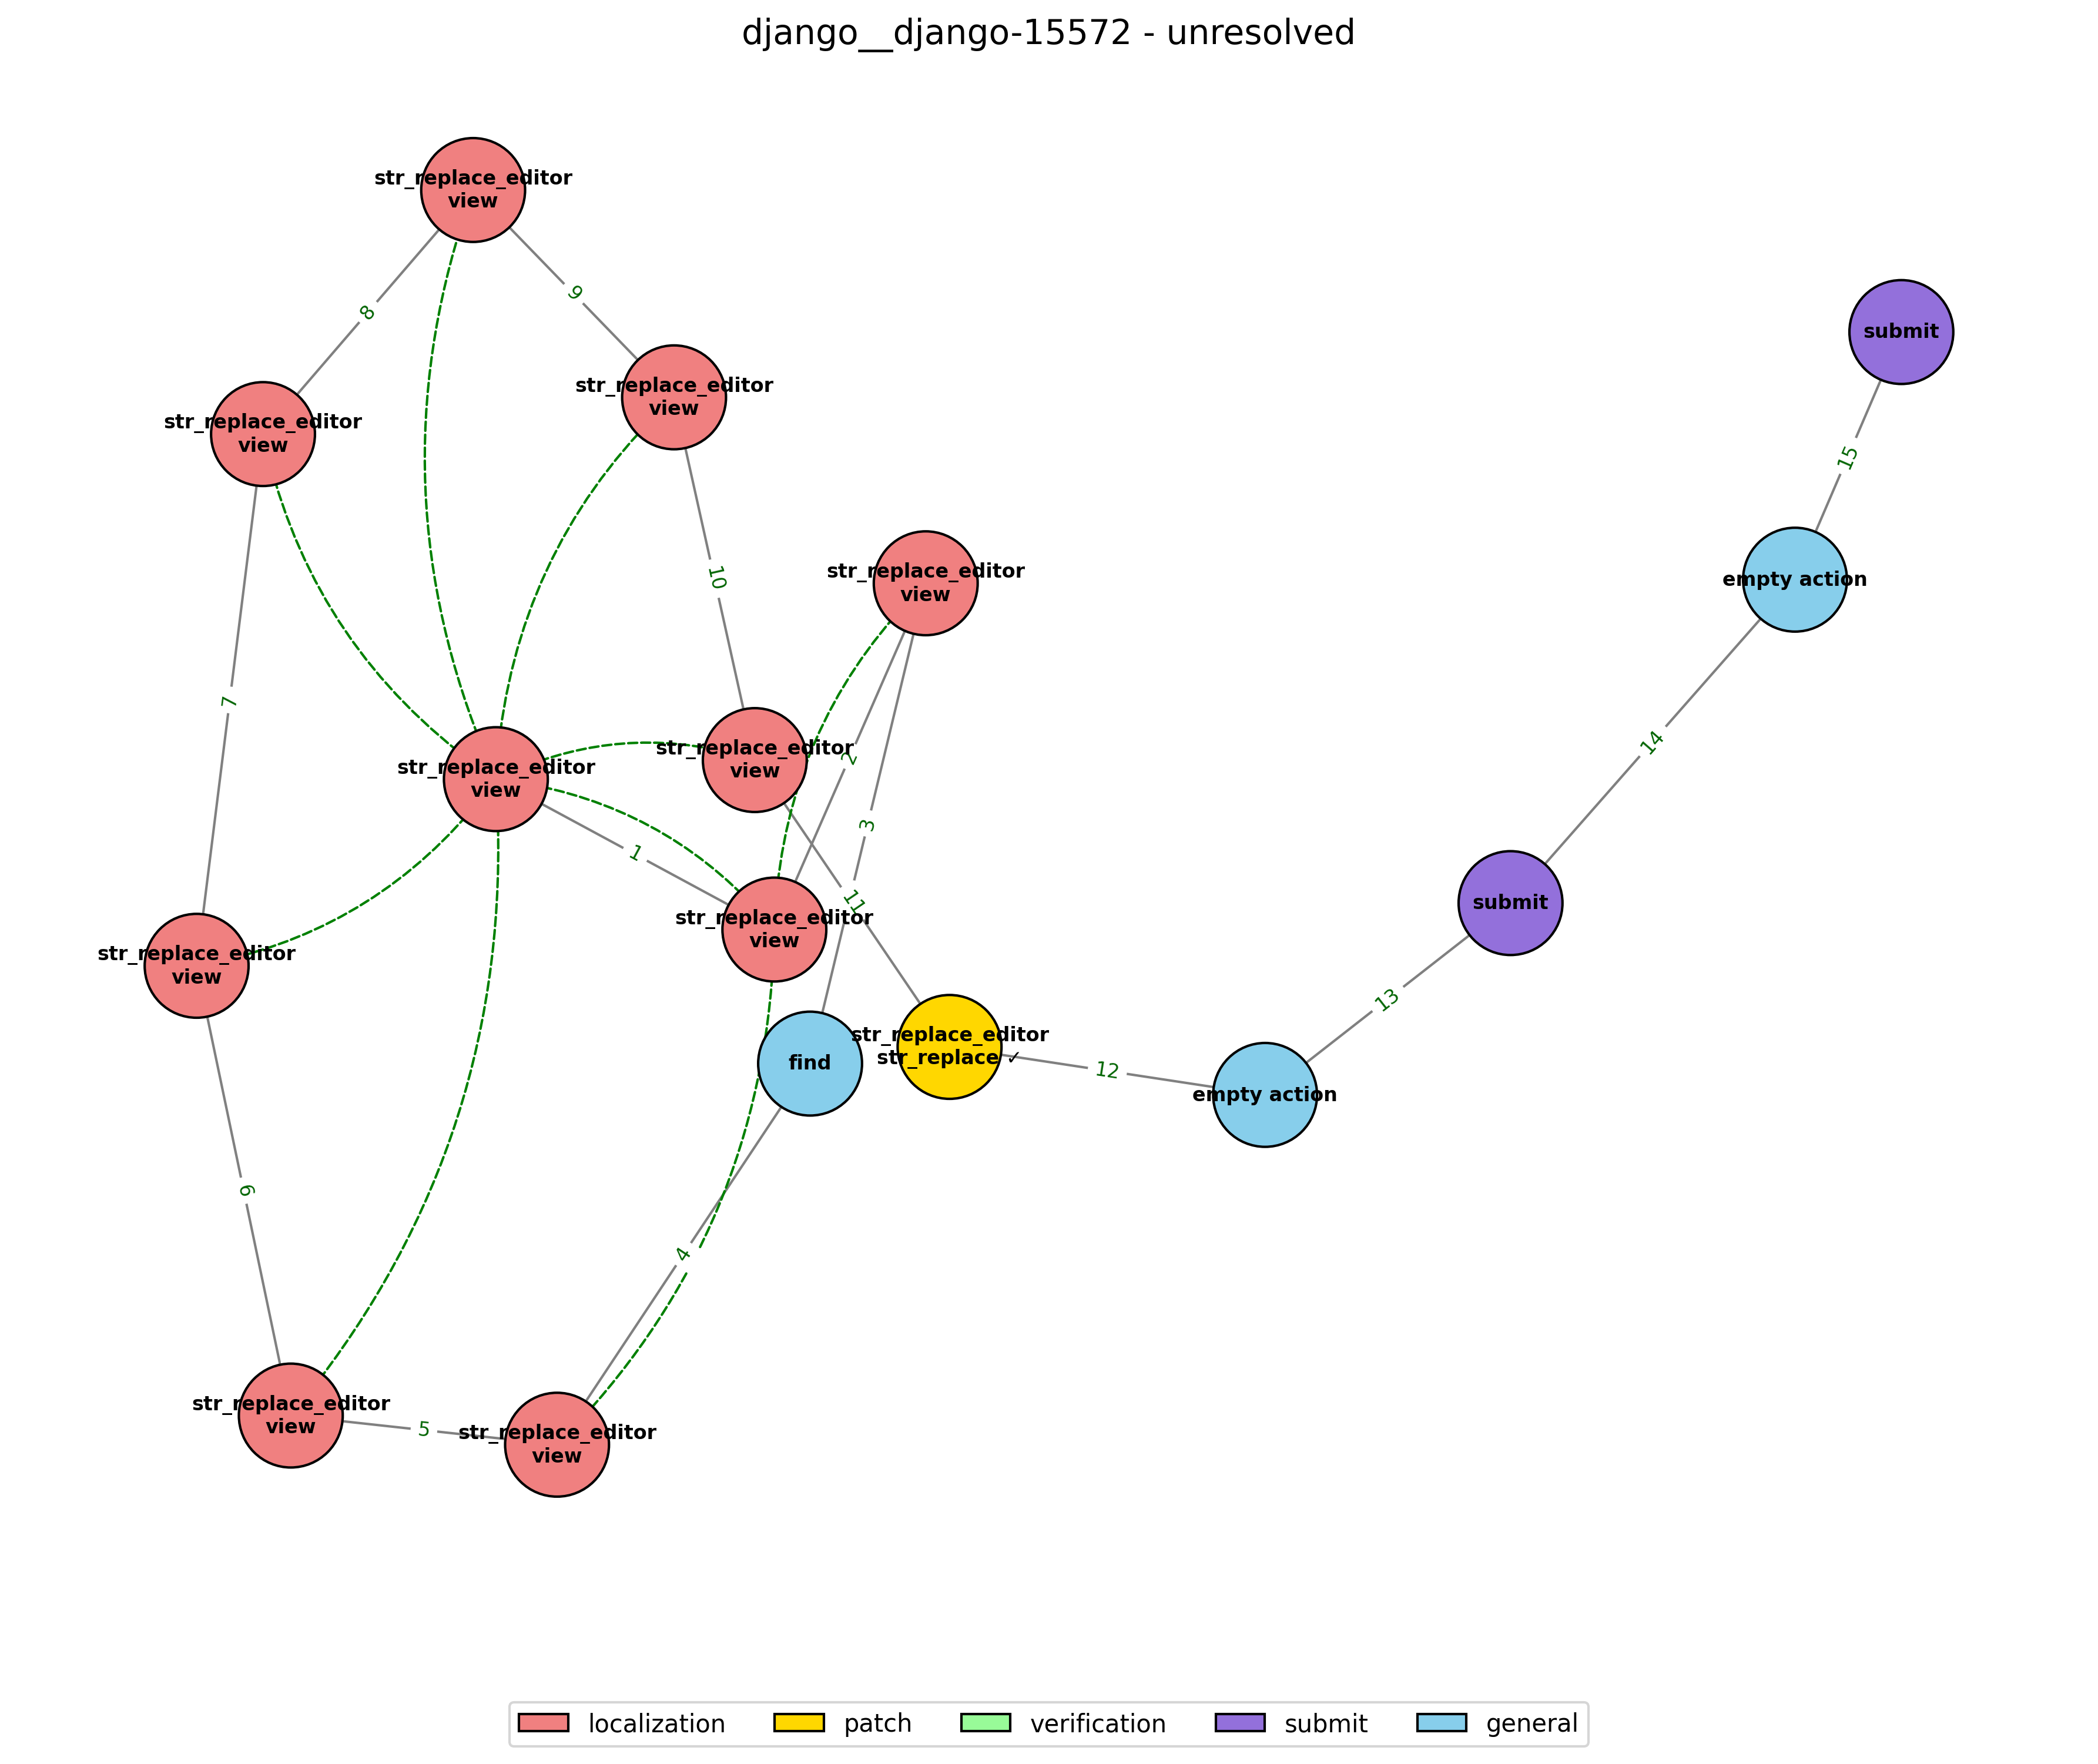 django__django-15572 - unresolved
str_replace_editor
view
8
9
submit
str_replace_editor
view
str_replace_editor
view
15
10
str_replace_editor
view
empty action
7
2
14
str_replace_editor
view
str_replace_editor
view
3
1
11
submit
str_replace_editor
view
str_replace_editor
view
13
find
str_replace_editor
str_replace ✓
12
empty action
6
4
str_replace_editor
view
5
str_replace_editor
view
localization
patch
verification
submit
general